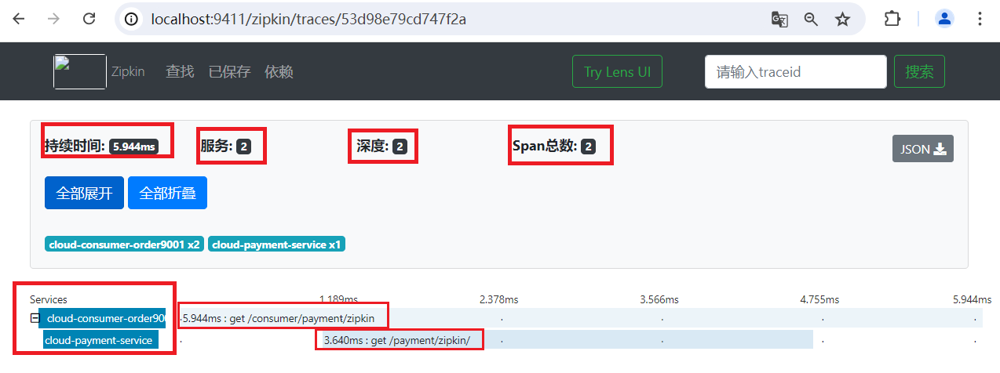 localhost:9411/zipkin/traces/53d98e79cd747f2a
Zipkin 查找 已保存 依赖 Try Lens UI 请输入traceid 搜索
持续时间: 5.944ms 服务: 2 深度: 2 Span总数: 2 JSON
全部展开 全部折叠
cloud-consumer-order9001 x2 cloud-payment-service x1
Services 1.189ms 2.378ms 3.566ms 4.755ms 5.944ms
cloud-consumer-order90 5.944ms : get /consumer/payment/zipkin
cloud-payment-service 3.640ms : get /payment/zipkin/